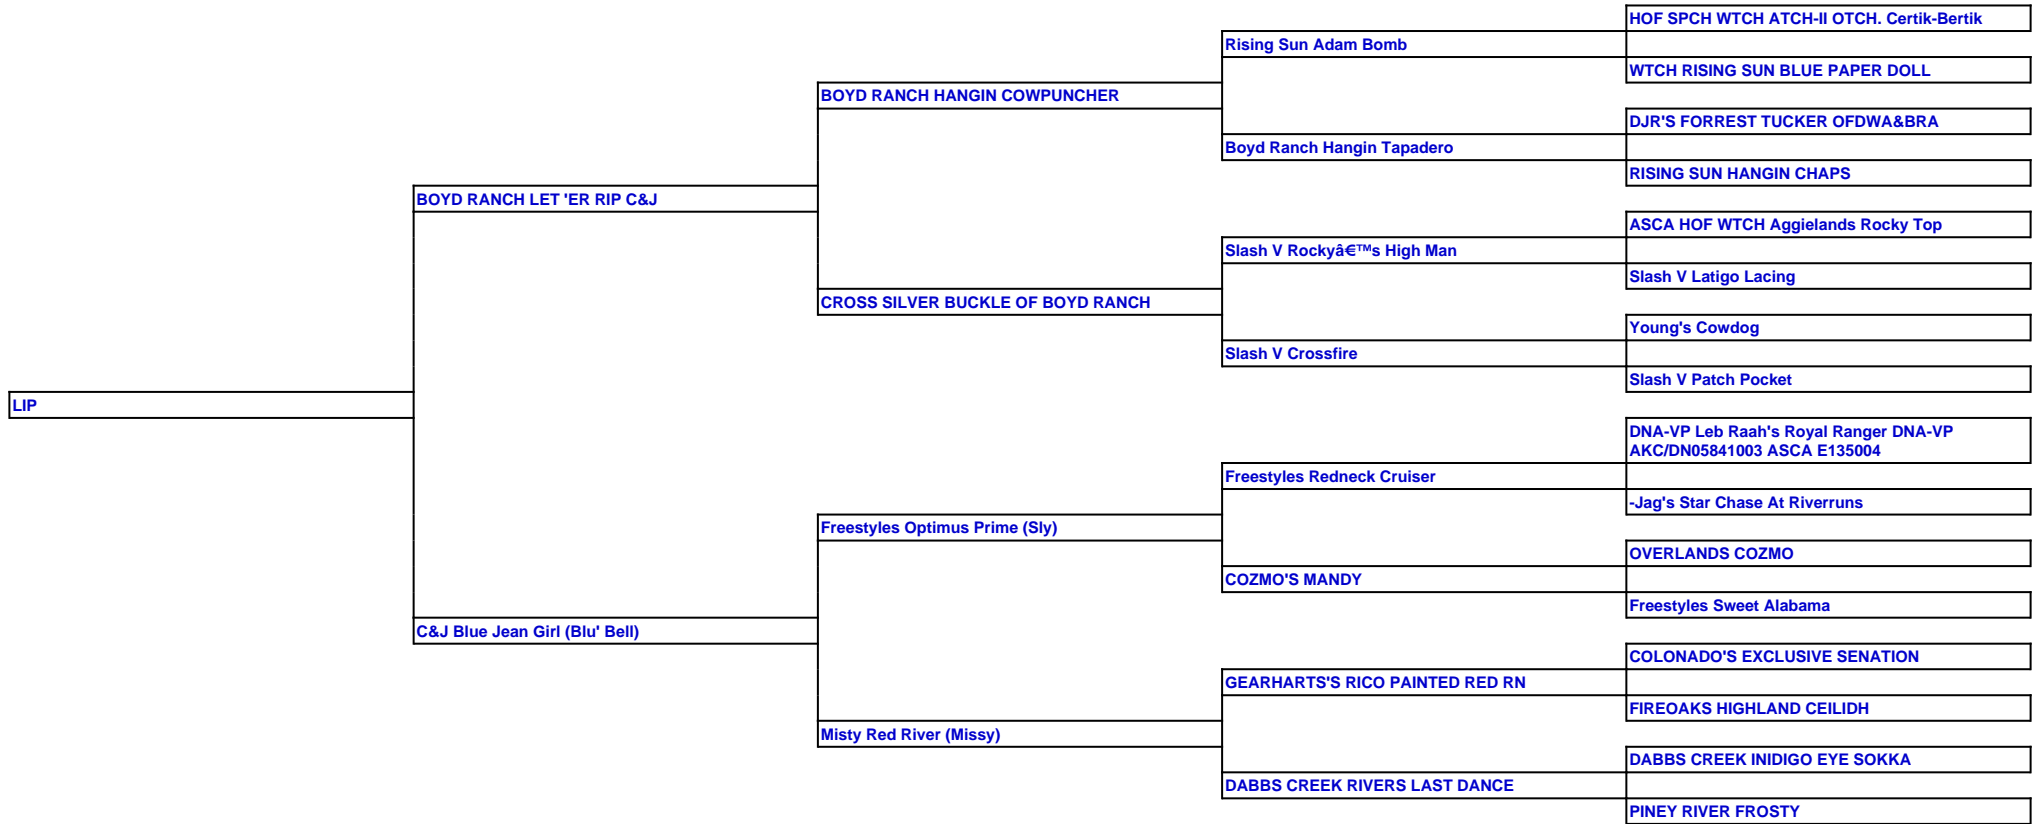 HOF SPCH WTCH ATCH-II OTCH. Certik-Bertik
Rising Sun Adam Bomb
WTCH RISING SUN BLUE PAPER DOLL
BOYD RANCH HANGIN COWPUNCHER
DJR'S FORREST TUCKER OFDWA&BRA
Boyd Ranch Hangin Tapadero
RISING SUN HANGIN CHAPS
BOYD RANCH LET 'ER RIP C&J
ASCA HOF WTCH Aggielands Rocky Top
Slash V Rockyâ€™s High Man
Slash V Latigo Lacing
CROSS SILVER BUCKLE OF BOYD RANCH
Young's Cowdog
Slash V Crossfire
Slash V Patch Pocket
LIP
DNA-VP Leb Raah's Royal Ranger DNA-VP
AKC/DN05841003 ASCA E135004
Freestyles Redneck Cruiser
-Jag's Star Chase At Riverruns
Freestyles Optimus Prime (Sly)
OVERLANDS COZMO
COZMO'S MANDY
Freestyles Sweet Alabama
C&J Blue Jean Girl (Blu' Bell)
COLONADO'S EXCLUSIVE SENATION
GEARHARTS'S RICO PAINTED RED RN
FIREOAKS HIGHLAND CEILIDH
Misty Red River (Missy)
DABBS CREEK INIDIGO EYE SOKKA
DABBS CREEK RIVERS LAST DANCE
PINEY RIVER FROSTY